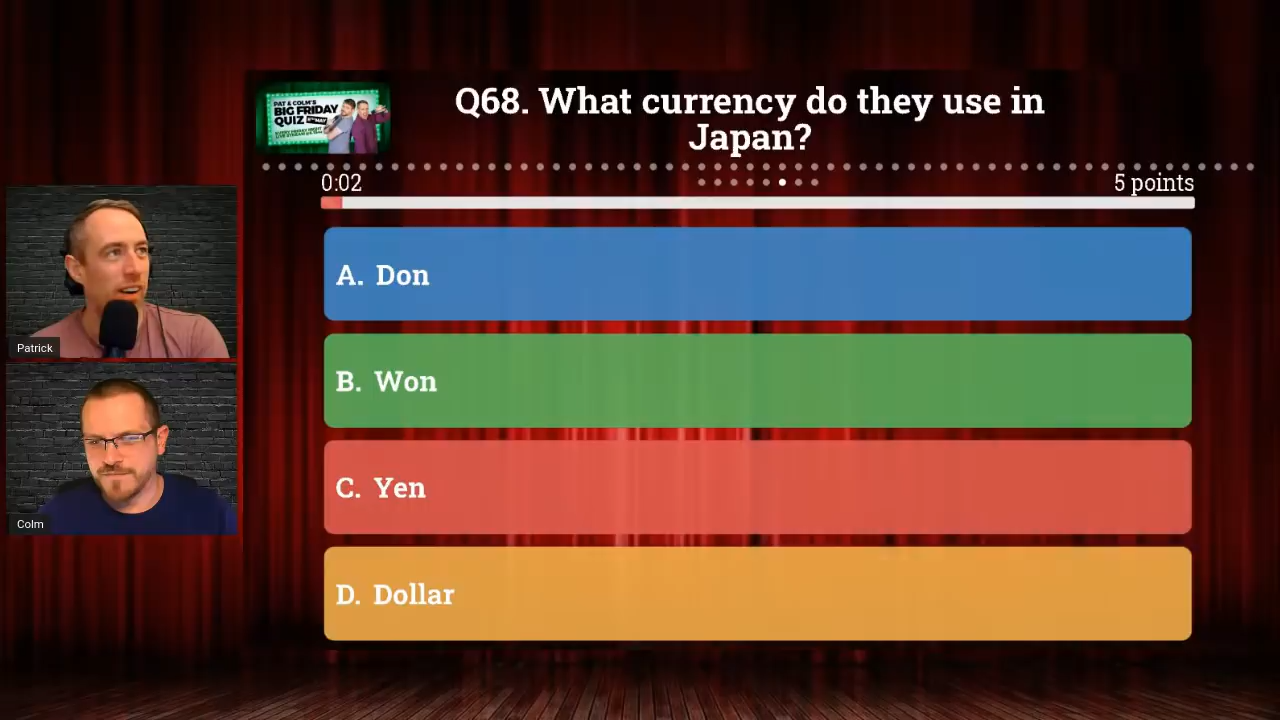 PAT & COLM'S
BIG FRIDAY
QUIZ
Q68. What currency do they use in
Japan?
0:02
5 points
A. Don
B. Won
C. Yen
D. Dollar
Patrick
Colm